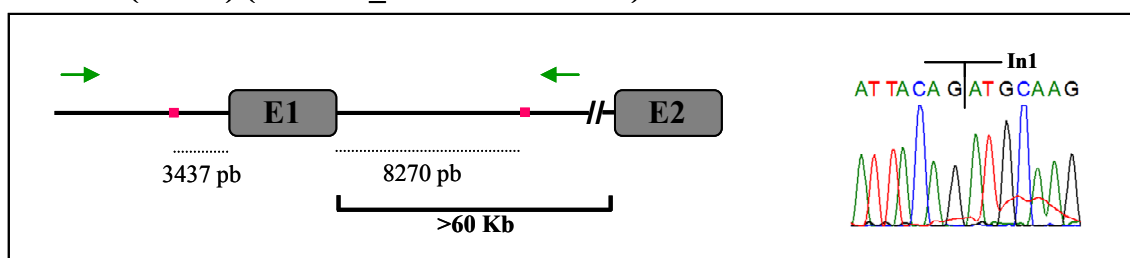 E1
E2
3437 pb
8270 pb
>60 Kb
In1
ATTACAGATGCAAG